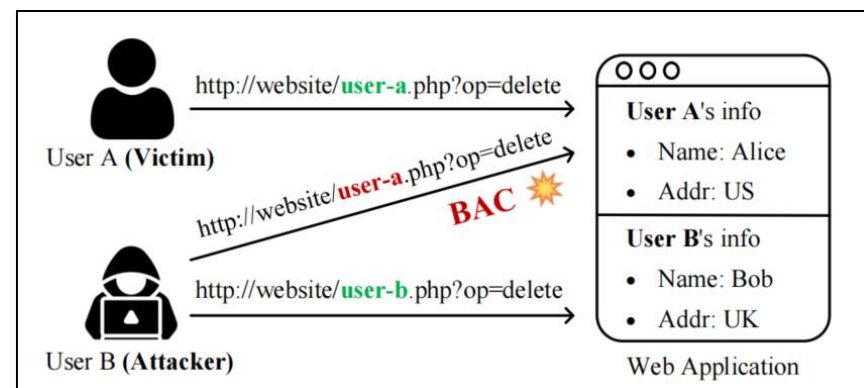 http://website/user-a.php?op=delete
User A (Victim)
http://website/user-a.php?op=delete
BAC
http://website/user-b.php?op=delete
User B (Attacker)
User A's info
• Name: Alice
• Addr: US
User B's info
• Name: Bob
• Addr: UK
Web Application